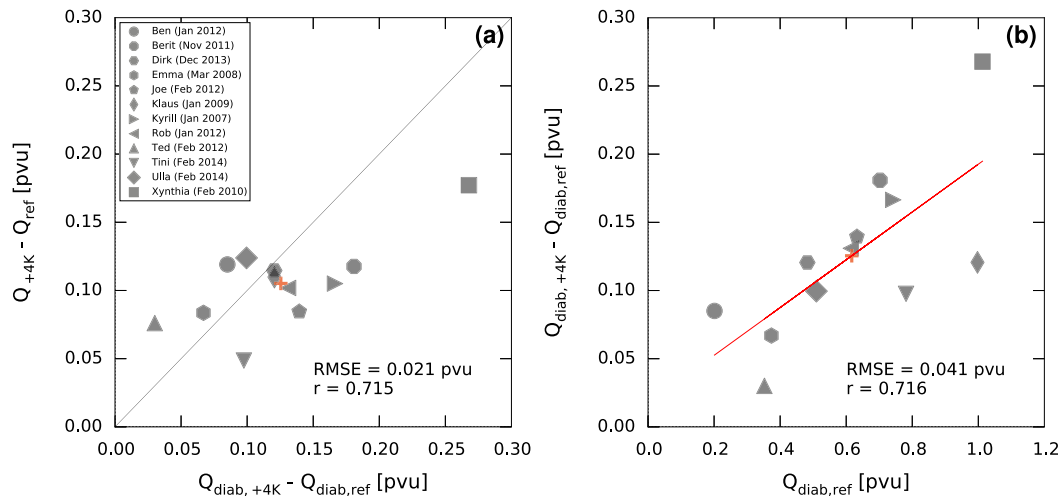 (a)
Ben (Jan 2012)
Berit (Nov 2011)
Dirk (Dec 2013)
Emma (Mar 2008)
Joe (Feb 2012)
Klaus (Jan 2009)
Kyrill (Jan 2007)
Rob (Jan 2012)
Ted (Feb 2012)
Tini (Feb 2014)
Ulla (Feb 2014)
Xynthia (Feb 2010)
0.30
0.25
0.20
0.15
0.10
0.05
0.00
Q +4K - Q ref [pvu]
RMSE = 0.021 pvu
r = 0.715
0.00 0.05 0.10 0.15 0.20 0.25 0.30
Q diab, +4K - Q diab,ref [pvu]
(b)
0.30
0.25
0.20
0.15
0.10
0.05
0.00
Q diab, +4K - Q diab,ref [pvu]
RMSE = 0.041 pvu
r = 0.716
0.0 0.2 0.4 0.6 0.8 1.0 1.2
Q diab,ref [pvu]